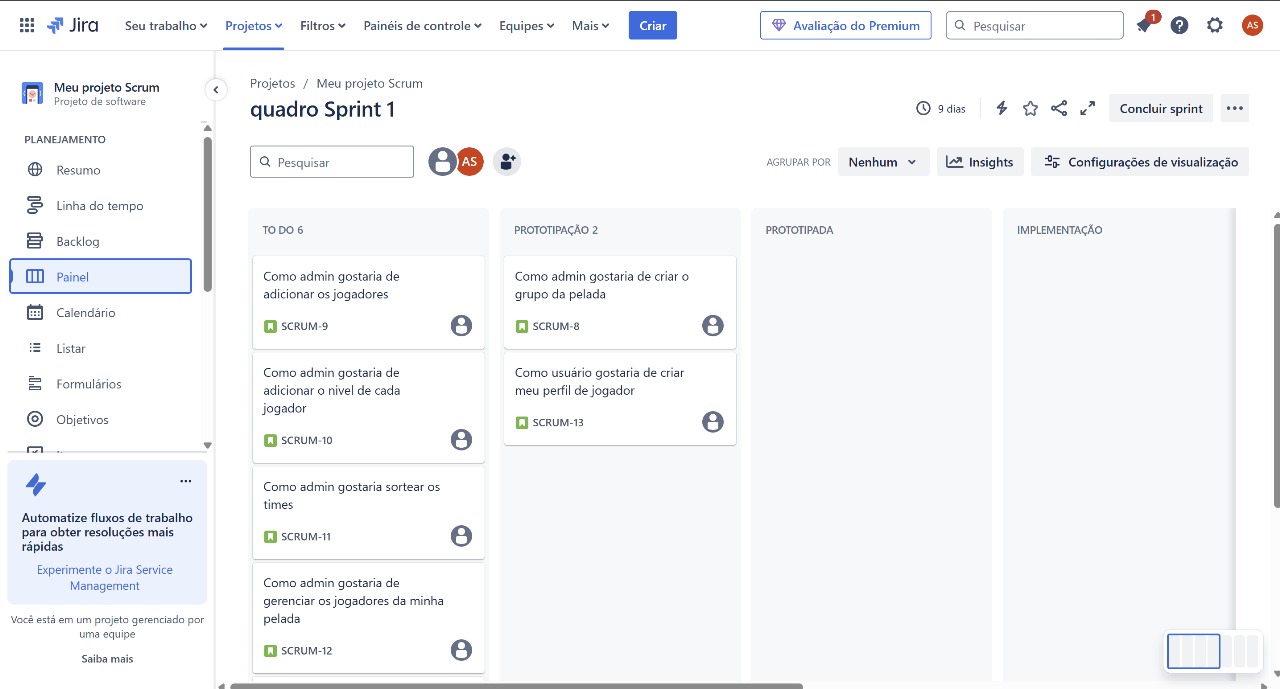 Jira
Seu trabalho
Projetos
Filtros
Painéis de controle
Equipes
Mais
Criar
Avaliação do Premium
Pesquisar
1
AS
Meu projeto Scrum
Projeto de software
PLANEJAMENTO
Resumo
Linha do tempo
Backlog
Painel
Calendário
Listar
Formulários
Objetivos
Automatize fluxos de trabalho
para obter resoluções mais
rápidas
Experimente o Jira Service
Management
Você está em um projeto gerenciado por
uma equipe
Saiba mais
Projetos / Meu projeto Scrum
quadro Sprint 1
9 dias
Concluir sprint
Pesquisar
AS
AGRUPAR POR
Nenhum
Insights
Configurações de visualização
TO DO 6
Como admin gostaria de
adicionar os jogadores
SCRUM-9
Como admin gostaria de
adicionar o nivel de cada
jogador
SCRUM-10
Como admin gostaria sortear os
times
SCRUM-11
Como admin gostaria de
gerenciar os jogadores da minha
pelada
SCRUM-12
PROTOTIPAÇÃO 2
Como admin gostaria de criar o
grupo da pelada
SCRUM-8
Como usuário gostaria de criar
meu perfil de jogador
SCRUM-13
PROTOTIPADA
IMPLEMENTAÇÃO